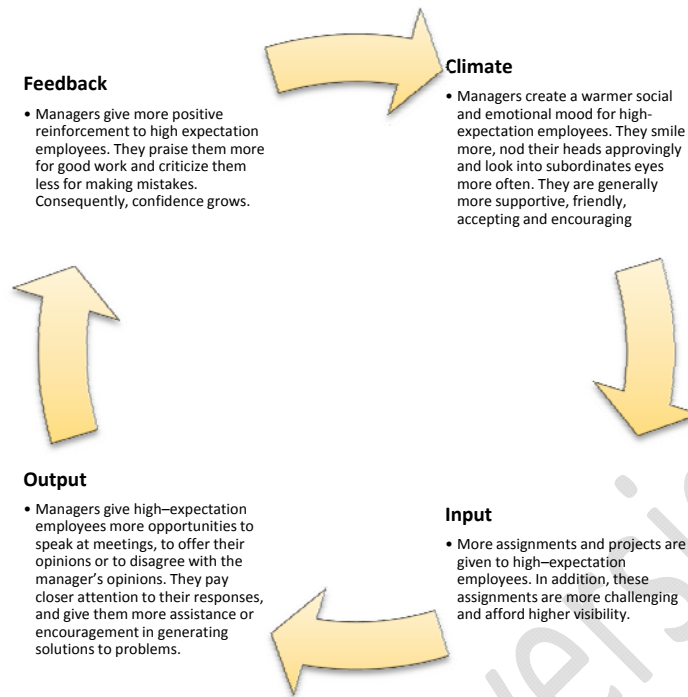 Feedback
• Managers give more positive
reinforcement to high expectation
employees. They praise them more
for good work and criticize them
less for making mistakes.
Consequently, confidence grows.
Climate
• Managers create a warmer social
and emotional mood for high-
expectation employees. They smile
more, nod their heads approvingly
and look into subordinates eyes
more often. They are generally
more supportive, friendly,
accepting and encouraging
Output
• Managers give high–expectation
employees more opportunities to
speak at meetings, to offer their
opinions or to disagree with the
manager’s opinions. They pay
closer attention to their responses,
and give them more assistance or
encouragement in generating
solutions to problems.
Input
• More assignments and projects are
given to high–expectation
employees. In addition, these
assignments are more challenging
and afford higher visibility.